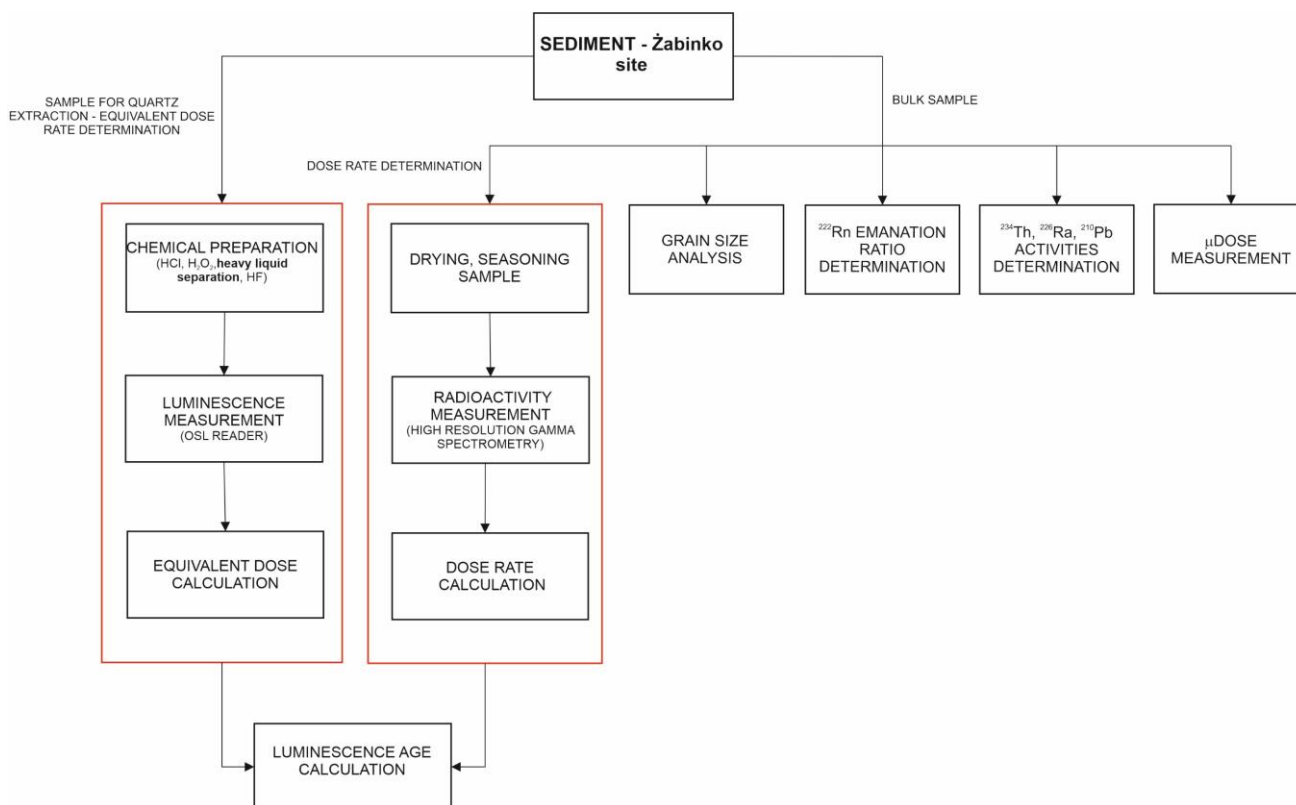 SEDIMENT - Żabinko
site
SAMPLE FOR QUARTZ
EXTRACTION - EQUIVALENT DOSE
RATE DETERMINATION
BULK SAMPLE
DOSE RATE DETERMINATION
CHEMICAL PREPARATION
(HCl, H₂O₂,heavy liquid
separation, HF)
DRYING, SEASONING
SAMPLE
GRAIN SIZE
ANALYSIS
²²²Rn EMANATION
RATIO
DETERMINATION
²³⁴Th, ²²⁶Ra, ²¹⁰Pb
ACTIVITIES
DETERMINATION
μDOSE
MEASUREMENT
LUMINESCENCE
MEASUREMENT
(OSL READER)
RADIOACTIVITY
MEASUREMENT
(HIGH RESOLUTION GAMMA
SPECTROMETRY)
EQUIVALENT DOSE
CALCULATION
DOSE RATE
CALCULATION
LUMINESCENCE AGE
CALCULATION